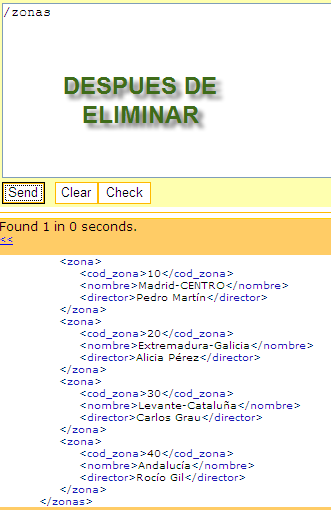 /zonas
DESPUES DE
ELIMINAR
Send Clear Check
Found 1 in 0 seconds.
<<
<zona>
<cod_zona>10</cod_zona>
<nombre>Madrid-CENTRO</nombre>
<director>Pedro Martín</director>
</zona>
<zona>
<cod_zona>20</cod_zona>
<nombre>Extremadura-Galicia</nombre>
<director>Alicia Pérez</director>
</zona>
<zona>
<cod_zona>30</cod_zona>
<nombre>Levante-Cataluña</nombre>
<director>Carlos Grau</director>
</zona>
<zona>
<cod_zona>40</cod_zona>
<nombre>Andalucía</nombre>
<director>Rocío Gil</director>
</zona>
</zonas>